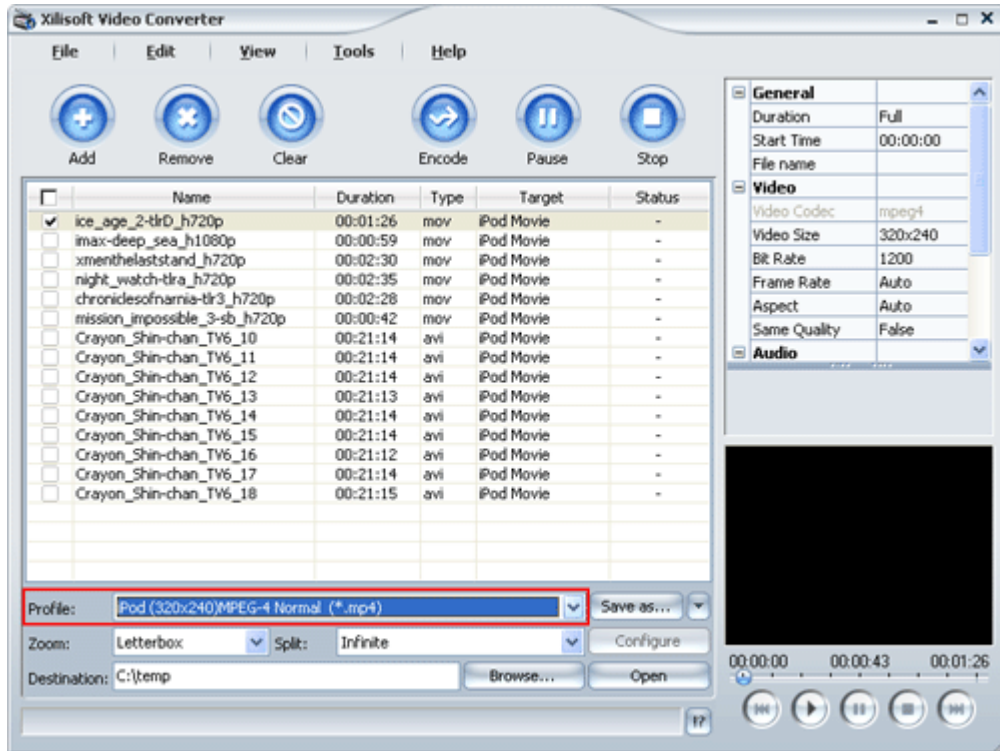 Xilisoft Video Converter
File Edit View Tools Help
Add Remove Clear Encode Pause Stop
Name Duration Type Target Status
ice_age_2-tlrD_h720p 00:01:26 mov iPod Movie -
imax-deep_sea_h1080p 00:00:59 mov iPod Movie -
xmenthelaststand_h720p 00:02:30 mov iPod Movie -
night_watch-tlra_h720p 00:02:35 mov iPod Movie -
chroniclesofnarnia-tlr3_h720p 00:02:28 mov iPod Movie -
mission_impossible_3-sb_h720p 00:00:42 mov iPod Movie -
Crayon_Shin-chan_TV6_10 00:21:14 avi iPod Movie -
Crayon_Shin-chan_TV6_11 00:21:14 avi iPod Movie -
Crayon_Shin-chan_TV6_12 00:21:14 avi iPod Movie -
Crayon_Shin-chan_TV6_13 00:21:13 avi iPod Movie -
Crayon_Shin-chan_TV6_14 00:21:14 avi iPod Movie -
Crayon_Shin-chan_TV6_15 00:21:14 avi iPod Movie -
Crayon_Shin-chan_TV6_16 00:21:12 avi iPod Movie -
Crayon_Shin-chan_TV6_17 00:21:14 avi iPod Movie -
Crayon_Shin-chan_TV6_18 00:21:15 avi iPod Movie -
Profile: iPod (320x240)MPEG-4 Normal (*.mp4) Save as...
Zoom: Letterbox Split: Infinite Configure
Destination: C:\temp Browse... Open
!?
General
Duration Full
Start Time 00:00:00
File name
Video
Video Codec mpeg4
Video Size 320x240
Bit Rate 1200
Frame Rate Auto
Aspect Auto
Same Quality False
Audio
00:00:00 00:00:43 00:01:26